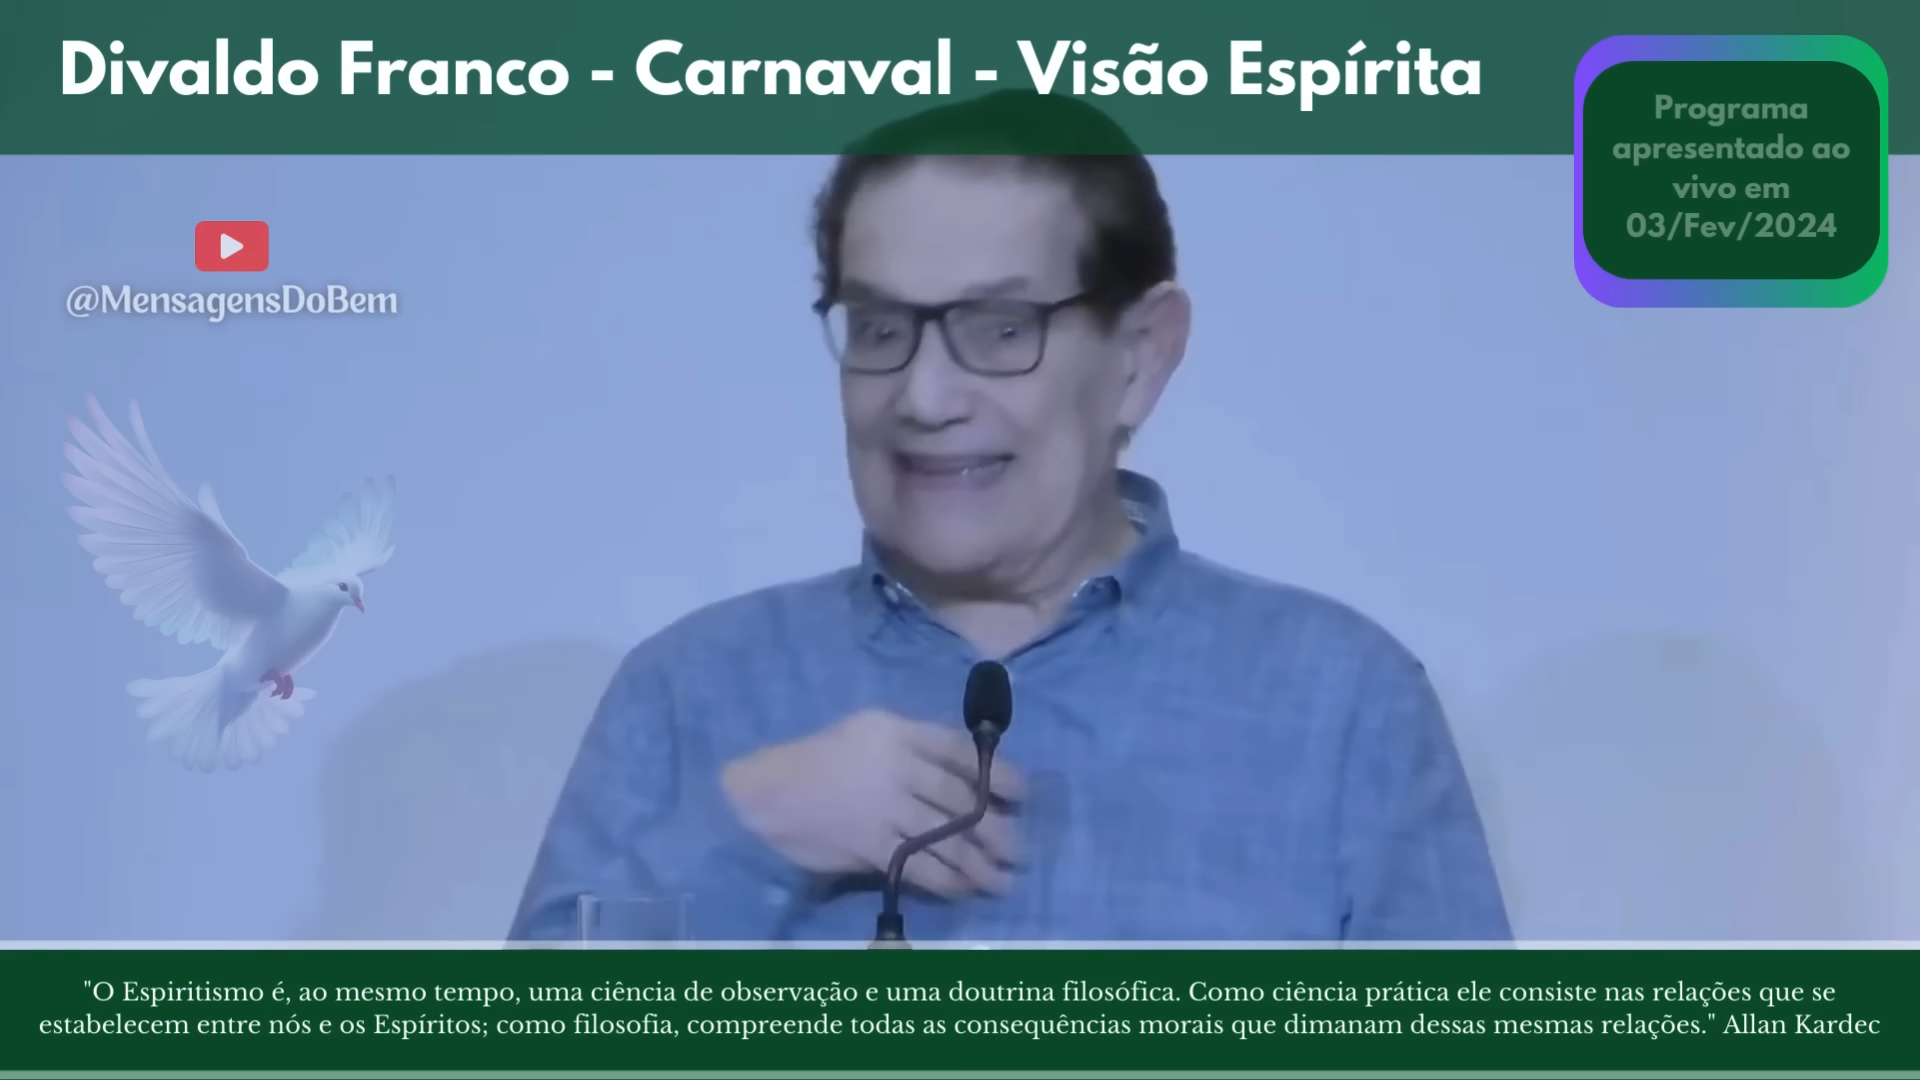 Divaldo Franco - Carnaval - Visão Espírita
Programa
apresentado ao
vivo em
03/Fev/2024
@MensagensDoBem
"O Espiritismo é, ao mesmo tempo, uma ciência de observação e uma doutrina filosófica. Como ciência prática ele consiste nas relações que se
estabelecem entre nós e os Espíritos; como filosofia, compreende todas as consequências morais que dimanam dessas mesmas relações." Allan Kardec